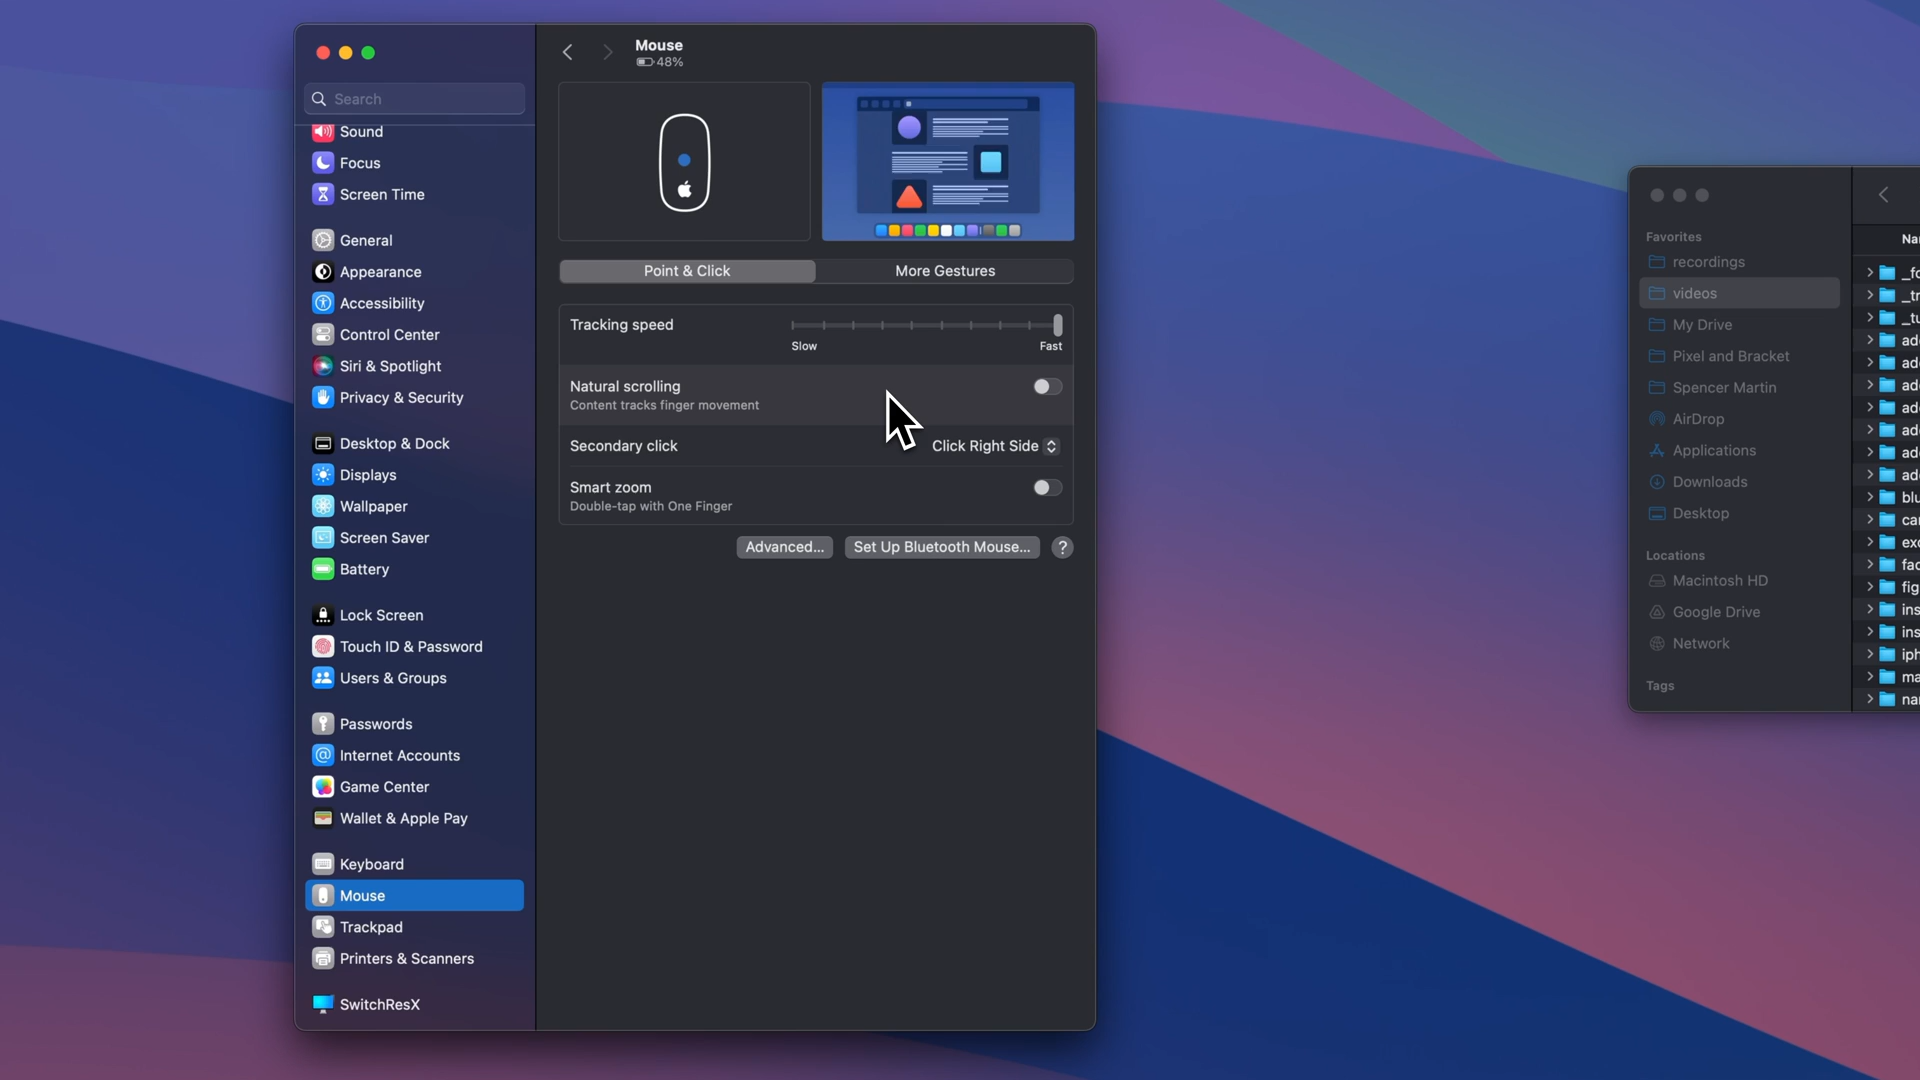 Mouse
48%
Search
Sound
Focus
Screen Time
General
Appearance
Accessibility
Control Center
Siri & Spotlight
Privacy & Security
Desktop & Dock
Displays
Wallpaper
Screen Saver
Battery
Lock Screen
Touch ID & Password
Users & Groups
Passwords
Internet Accounts
Game Center
Wallet & Apple Pay
Keyboard
Mouse
Trackpad
Printers & Scanners
SwitchResX
Point & Click
More Gestures
Tracking speed
Slow
Fast
Natural scrolling
Content tracks finger movement
Secondary click
Click Right Side
Smart zoom
Double-tap with One Finger
Advanced...
Set Up Bluetooth Mouse...
?
Favorites
recordings
videos
My Drive
Pixel and Bracket
Spencer Martin
AirDrop
Applications
Downloads
Desktop
Locations
Macintosh HD
Google Drive
Network
Tags